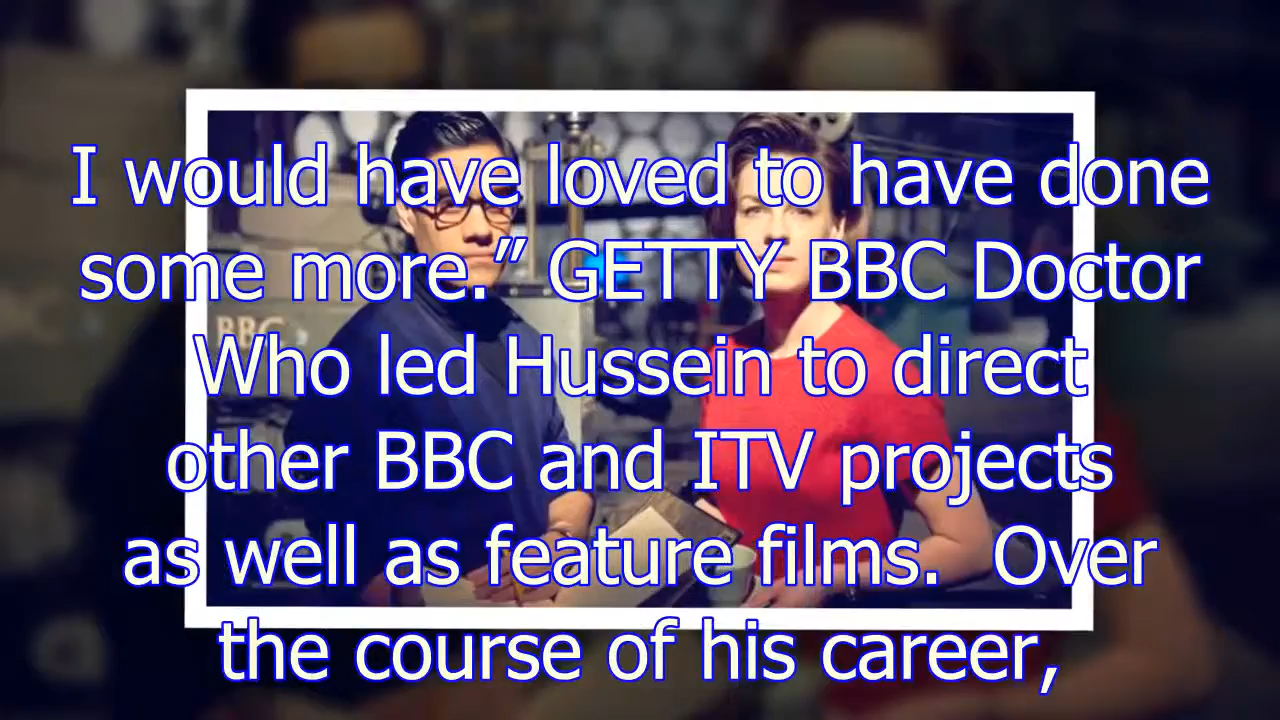 I would have loved to have done
some more.” GETTY BBC Doctor
Who led Hussein to direct
other BBC and ITV projects
as well as feature films. Over
the course of his career,
BBC